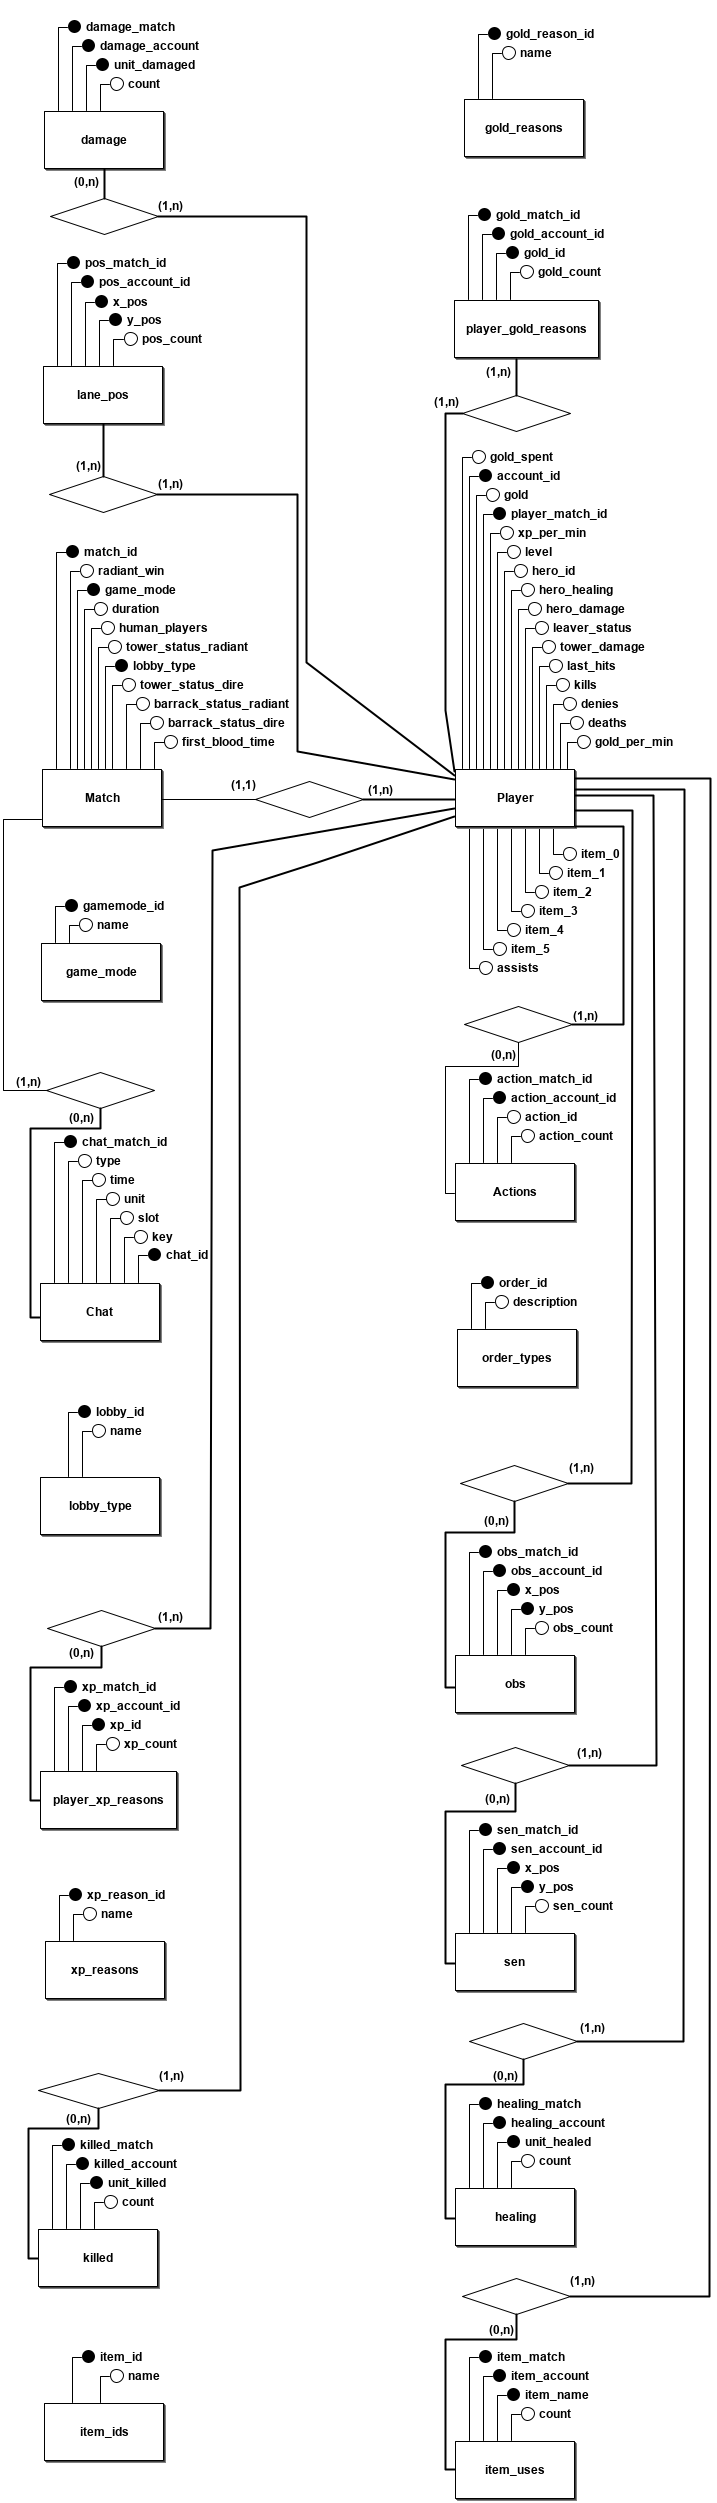 damage_match
damage_account
unit_damaged
count
damage
(0,n)
(1,n)
gold_reason_id
name
gold_reasons
pos_match_id
pos_account_id
x_pos
y_pos
pos_count
lane_pos
(1,n)
(1,n)
gold_match_id
gold_account_id
gold_id
gold_count
player_gold_reasons
(1,n)
(1,n)
match_id
radiant_win
game_mode
duration
human_players
tower_status_radiant
lobby_type
tower_status_dire
barrack_status_radiant
barrack_status_dire
first_blood_time
Match
(1,1)
(1,n)
gold_spent
account_id
gold
player_match_id
xp_per_min
level
hero_id
hero_healing
hero_damage
leaver_status
tower_damage
last_hits
kills
denies
deaths
gold_per_min
Player
item_0
item_1
item_2
item_3
item_4
item_5
assists
gamemode_id
name
game_mode
(1,n)
(0,n)
chat_match_id
type
time
unit
slot
key
chat_id
Chat
(1,n)
(0,n)
action_match_id
action_account_id
action_id
action_count
Actions
order_id
description
order_types
lobby_id
name
lobby_type
(1,n)
(0,n)
obs_match_id
obs_account_id
x_pos
y_pos
obs_count
obs
(1,n)
(0,n)
xp_match_id
xp_account_id
xp_id
xp_count
player_xp_reasons
(1,n)
(0,n)
sen_match_id
sen_account_id
x_pos
y_pos
sen_count
sen
xp_reason_id
name
xp_reasons
(1,n)
(0,n)
healing_match
healing_account
unit_healed
count
healing
(1,n)
(0,n)
killed_match
killed_account
unit_killed
count
killed
(1,n)
(0,n)
item_match
item_account
item_name
count
item_uses
item_id
name
item_ids